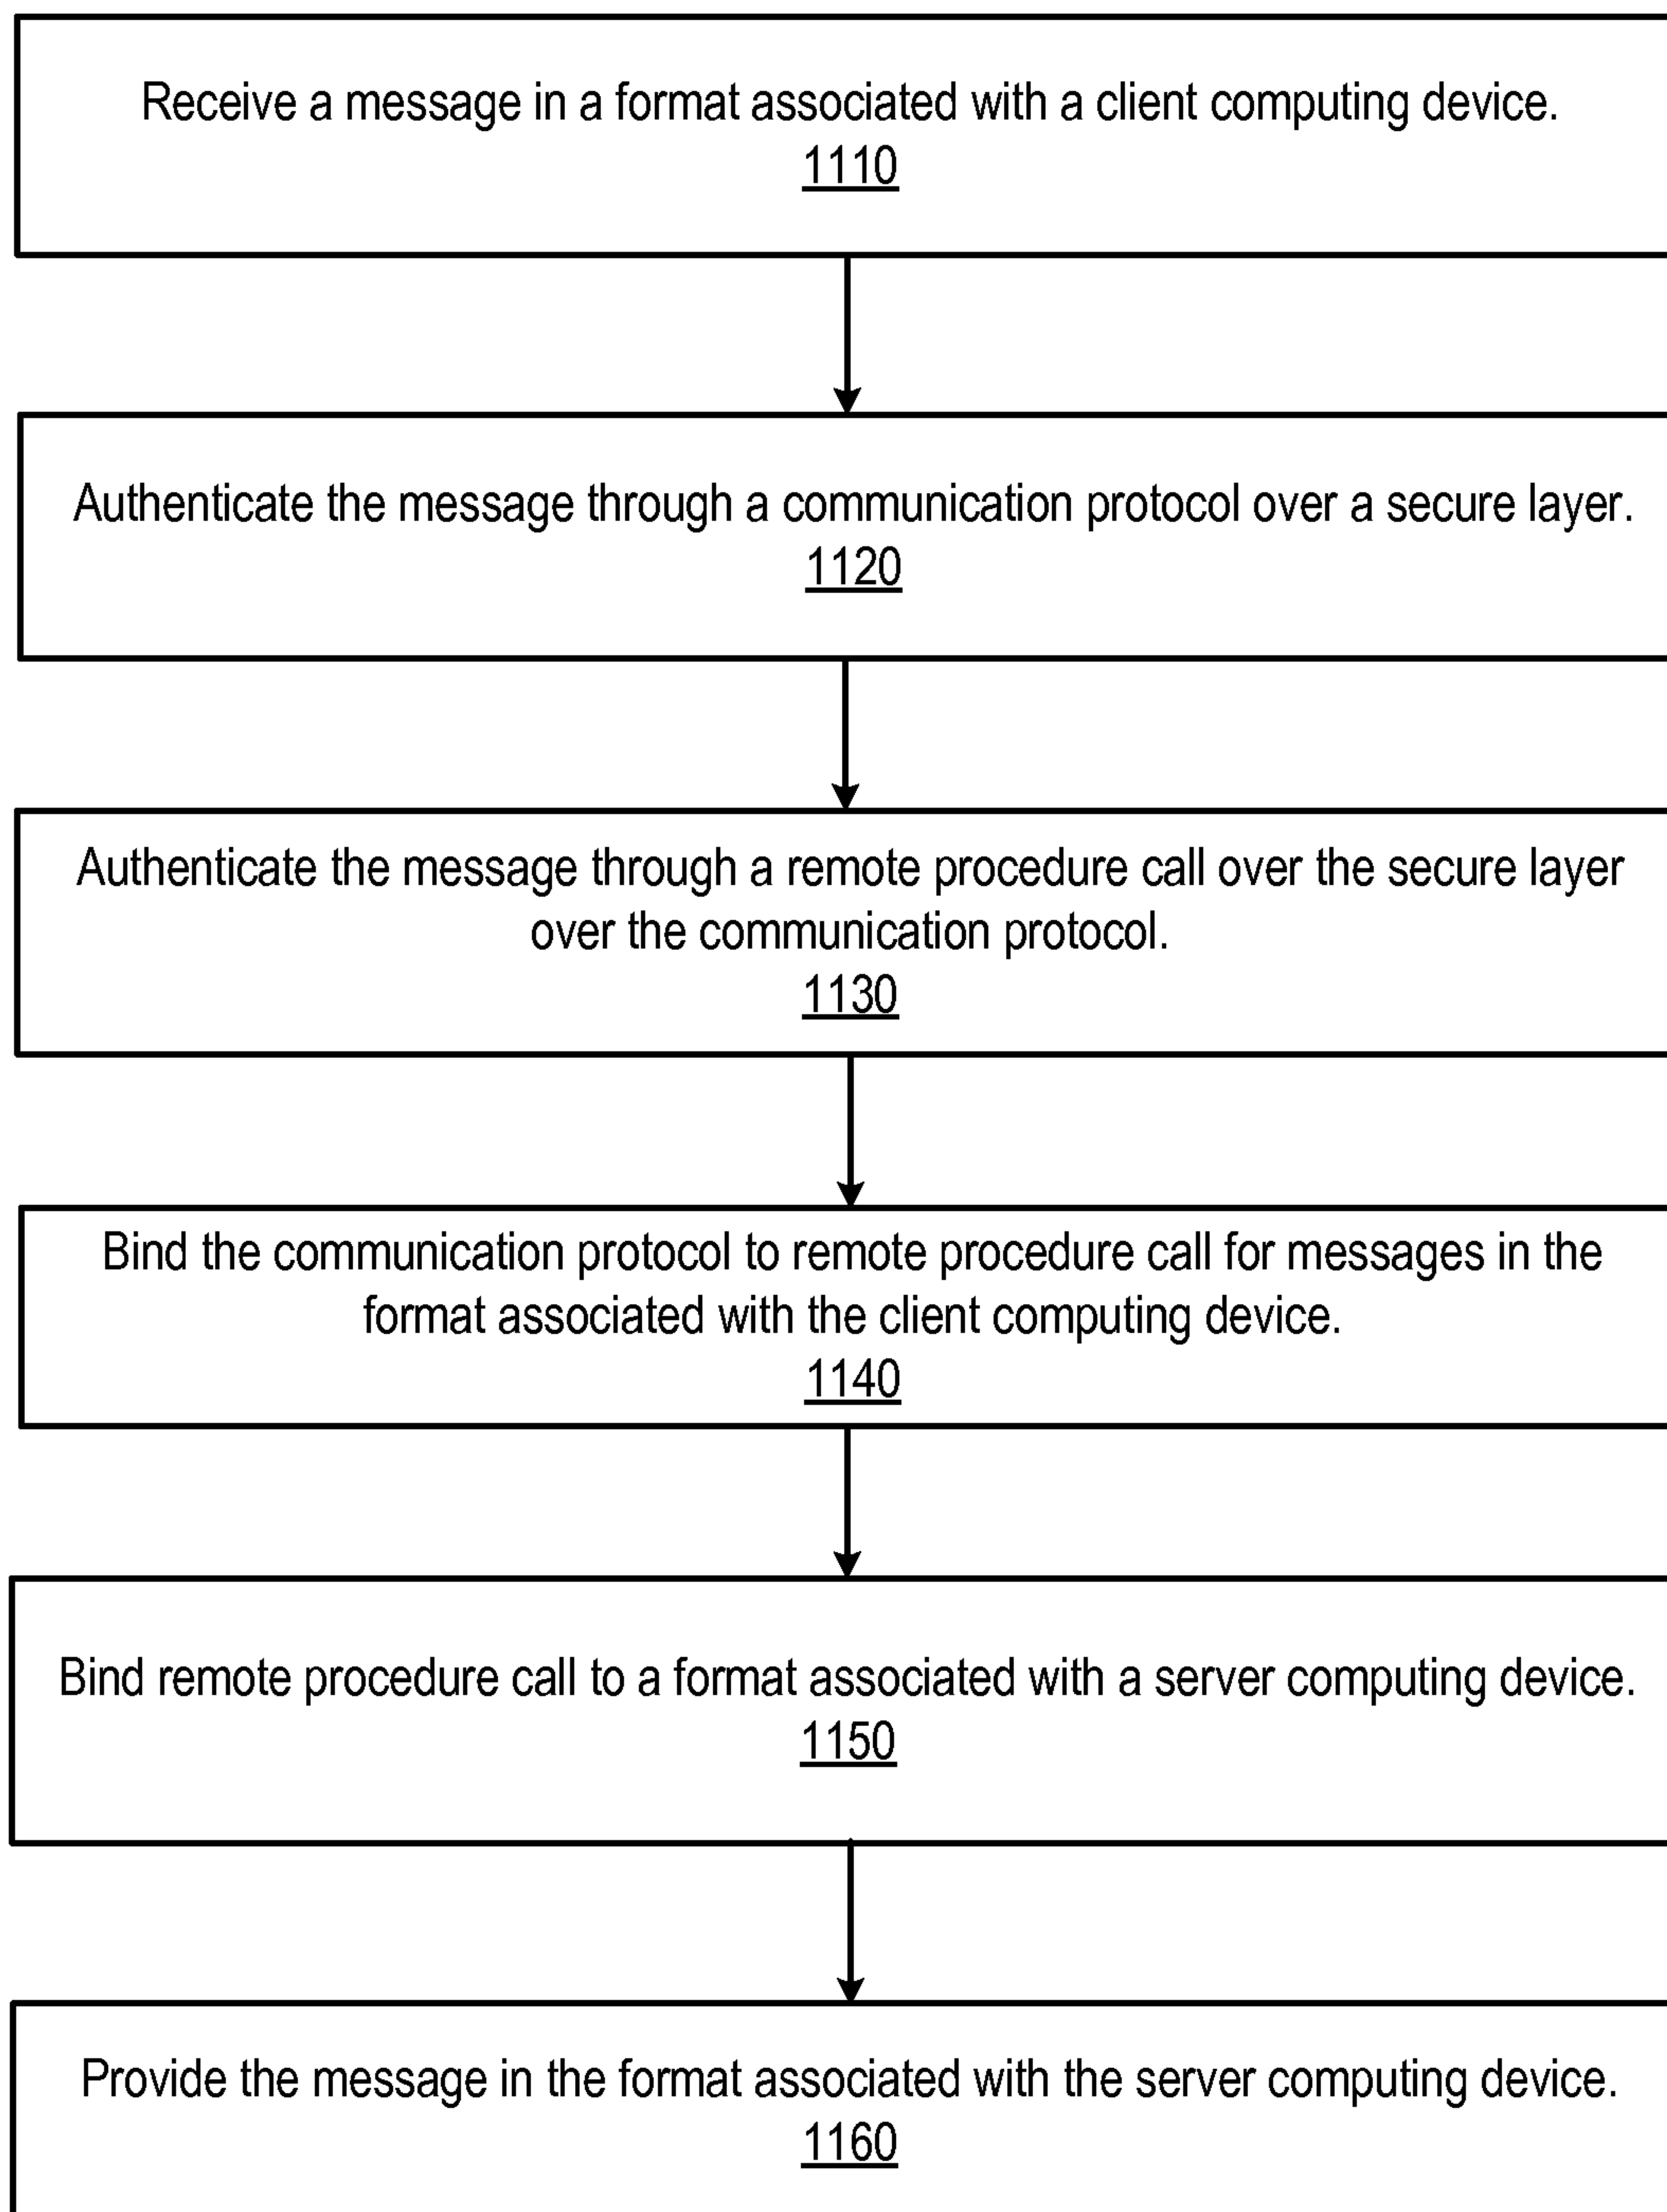 Receive a message in a format associated with a client computing device.
1110
Authenticate the message through a communication protocol over a secure layer.
1120
Authenticate the message through a remote procedure call over the secure layer
over the communication protocol.
1130
Bind the communication protocol to remote procedure call for messages in the
format associated with the client computing device.
1140
Bind remote procedure call to a format associated with a server computing device.
1150
Provide the message in the format associated with the server computing device.
1160